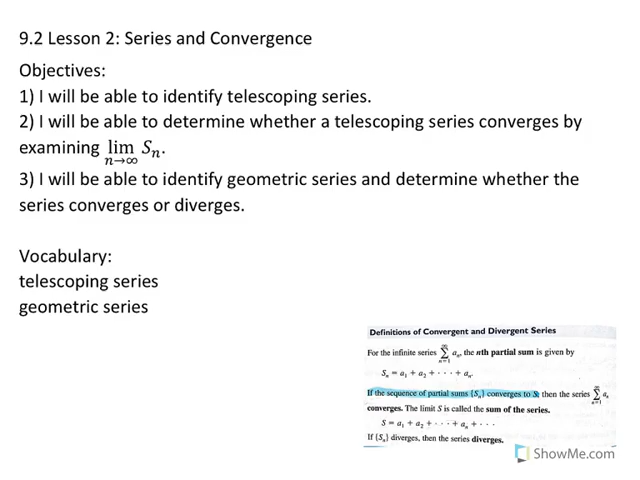 9.2 Lesson 2: Series and Convergence
Objectives:
1) I will be able to identify telescoping series.
2) I will be able to determine whether a telescoping series converges by
examining lim n→∞ Sₙ.
3) I will be able to identify geometric series and determine whether the
series converges or diverges.
Vocabulary:
telescoping series
geometric series
Definitions of Convergent and Divergent Series
For the infinite series ∑ₙ₌₁^∞ aₙ, the nth partial sum is given by
Sₙ = a₁ + a₂ + · · · + aₙ.
If the sequence of partial sums {Sₙ} converges to S, then the series ∑ₙ₌₁^∞ aₙ
converges. The limit S is called the sum of the series.
S = a₁ + a₂ + · · · + aₙ + · · ·
If {Sₙ} diverges, then the series diverges.
ShowMe.com